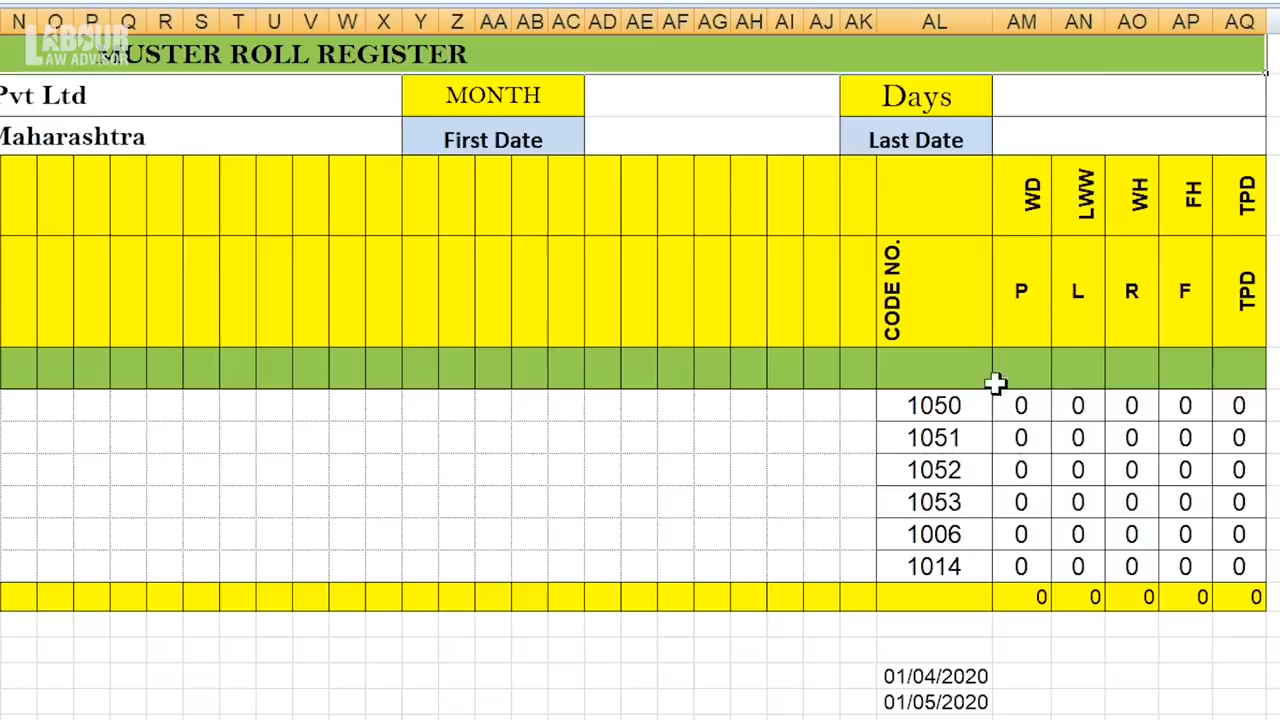 N O P Q R S T U V W X Y Z AA AB AC AD AE AF AG AH AI AJ AK AL AM AN AO AP AQ
LABOUR
LAW ADVISOR
MUSTER ROLL REGISTER
Pvt Ltd MONTH Days
Maharashtra First Date Last Date
WD LWW WH FH TPD
CODE NO. P L R F TPD
1050 0 0 0 0 0
1051 0 0 0 0 0
1052 0 0 0 0 0
1053 0 0 0 0 0
1006 0 0 0 0 0
1014 0 0 0 0 0
0 0 0 0 0
01/04/2020
01/05/2020